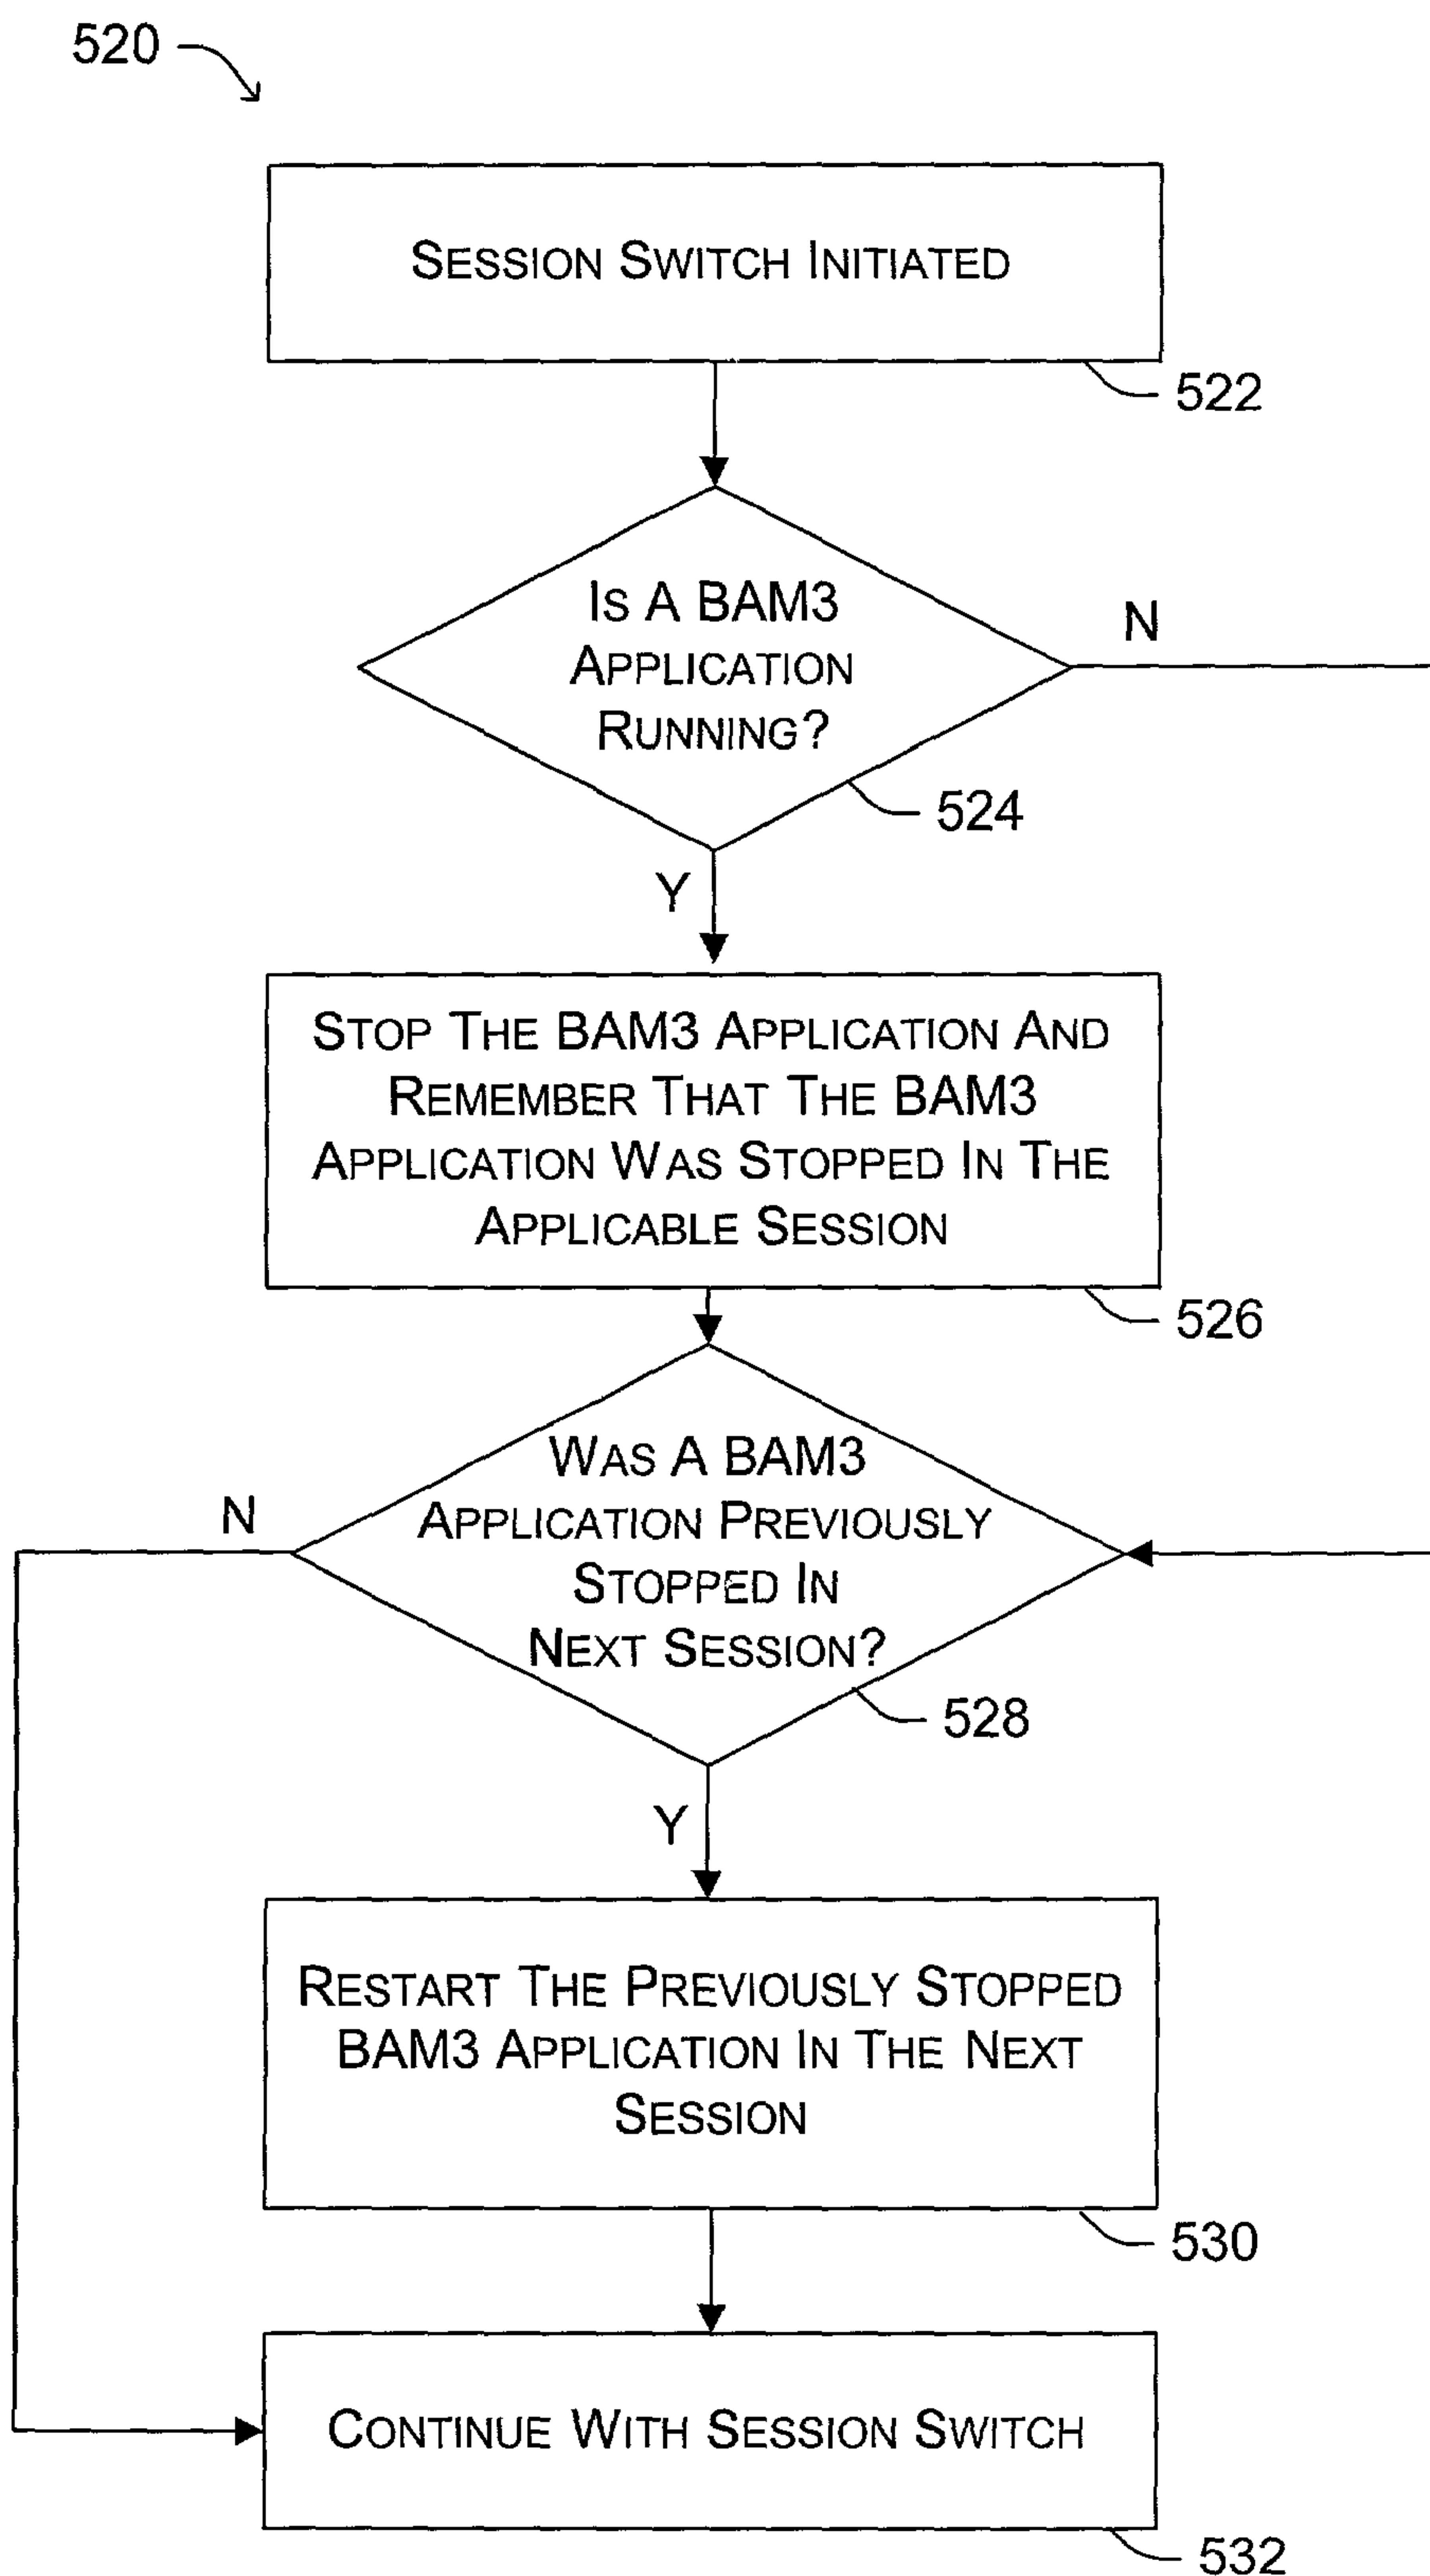 520
SESSION SWITCH INITIATED
522
IS A BAM3
APPLICATION
RUNNING?
N
524
Y
STOP THE BAM3 APPLICATION AND
REMEMBER THAT THE BAM3
APPLICATION WAS STOPPED IN THE
APPLICABLE SESSION
526
WAS A BAM3
APPLICATION PREVIOUSLY
STOPPED IN
NEXT SESSION?
N
528
Y
RESTART THE PREVIOUSLY STOPPED
BAM3 APPLICATION IN THE NEXT
SESSION
530
CONTINUE WITH SESSION SWITCH
532